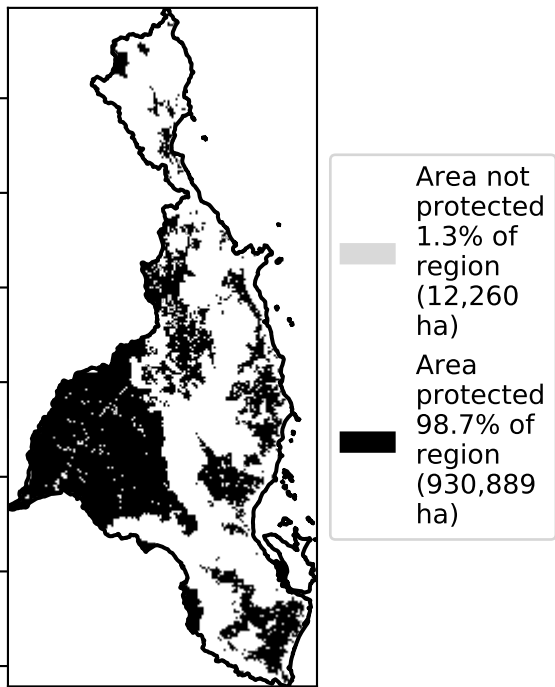 Area not
protected
1.3% of
region
(12,260
ha)
Area
protected
98.7% of
region
(930,889
ha)